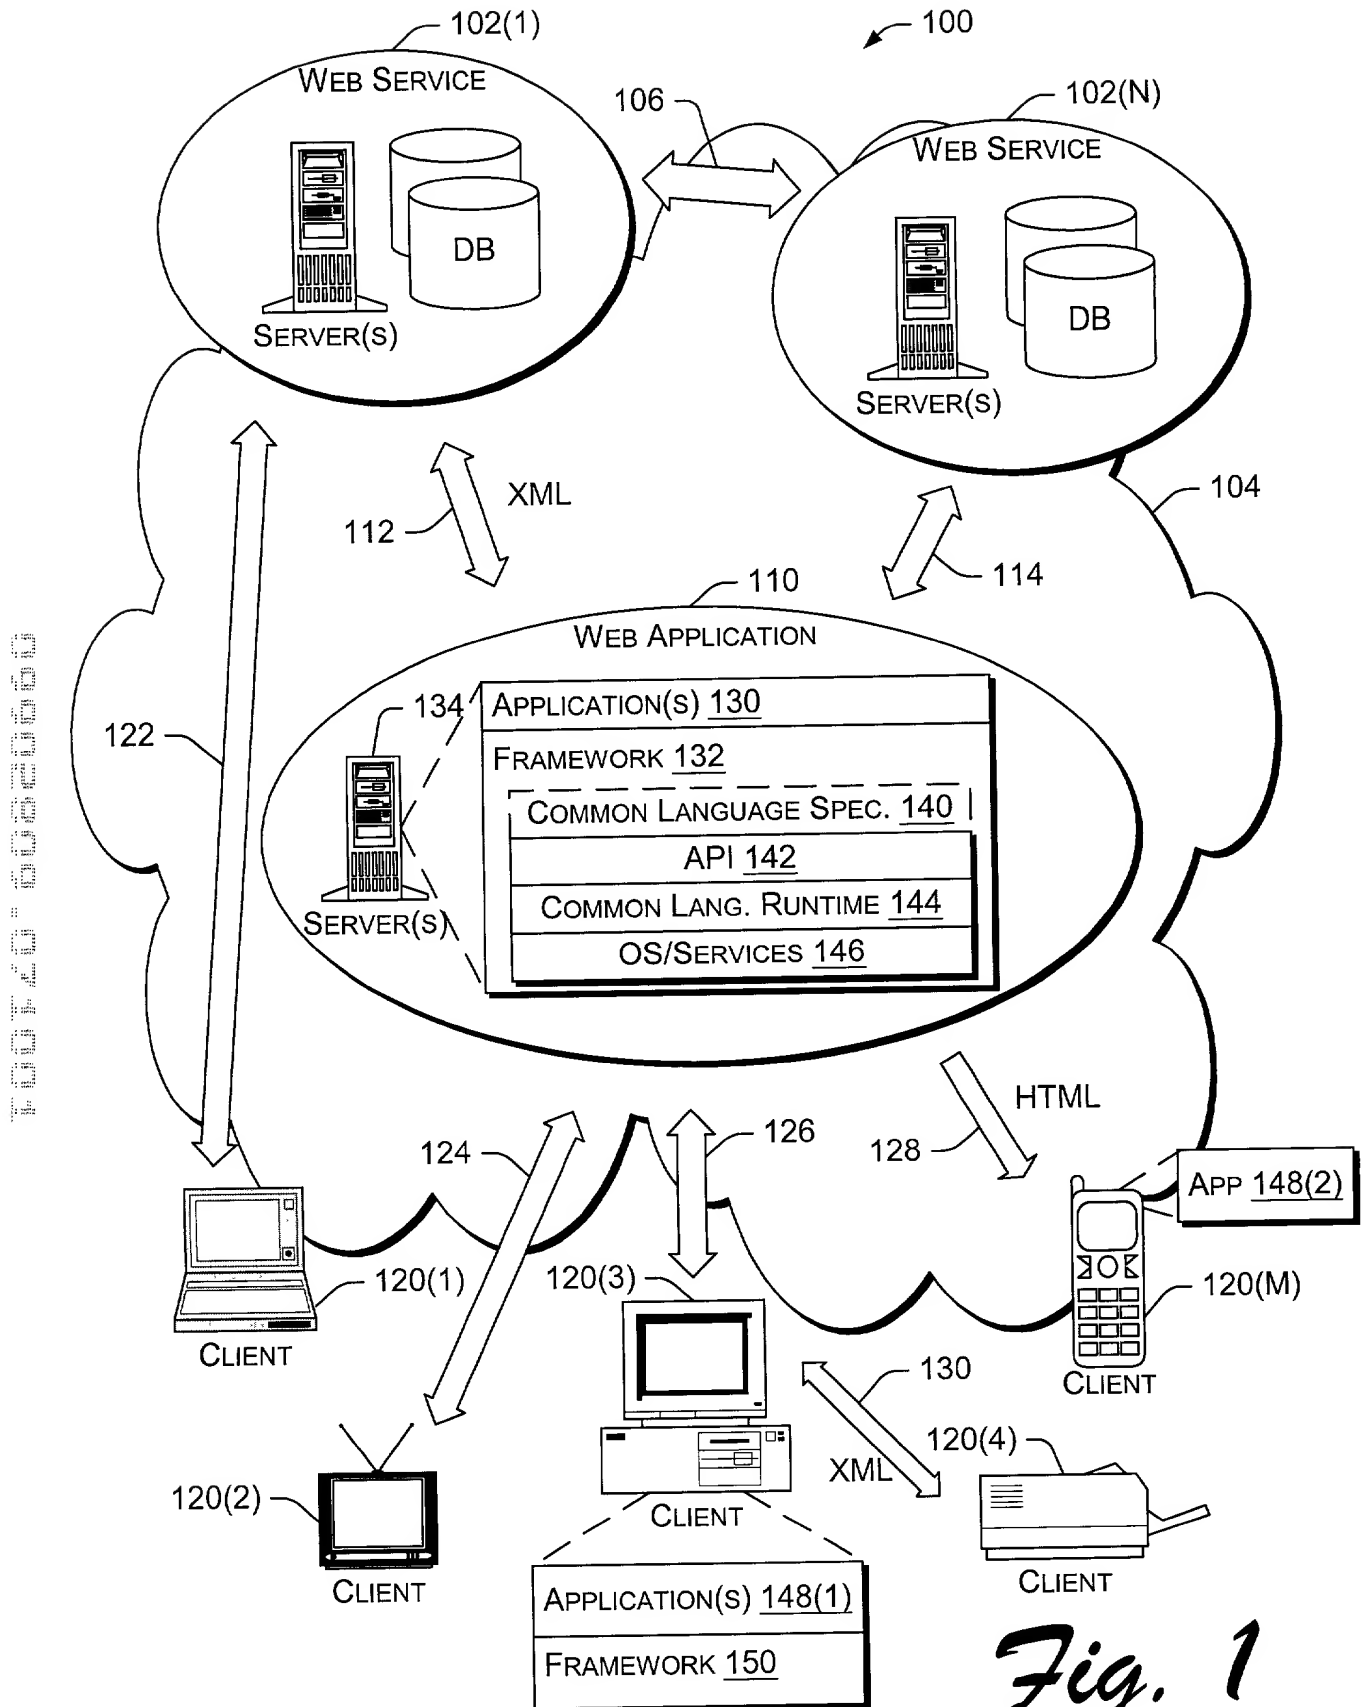 102(1)
100
WEB SERVICE
106
102(N)
WEB SERVICE
DB
SERVER(S)
DB
SERVER(S)
104
XML
112
114
110
WEB APPLICATION
134
APPLICATION(S) 130
122
FRAMEWORK 132
COMMON LANGUAGE SPEC. 140
API 142
COMMON LANG. RUNTIME 144
SERVER(S)
OS/SERVICES 146
HTML
124
126
128
APP 148(2)
120(1)
120(3)
120(M)
CLIENT
CLIENT
130
120(4)
XML
120(2)
CLIENT
CLIENT
CLIENT
APPLICATION(S) 148(1)
FRAMEWORK 150
Fig. 1